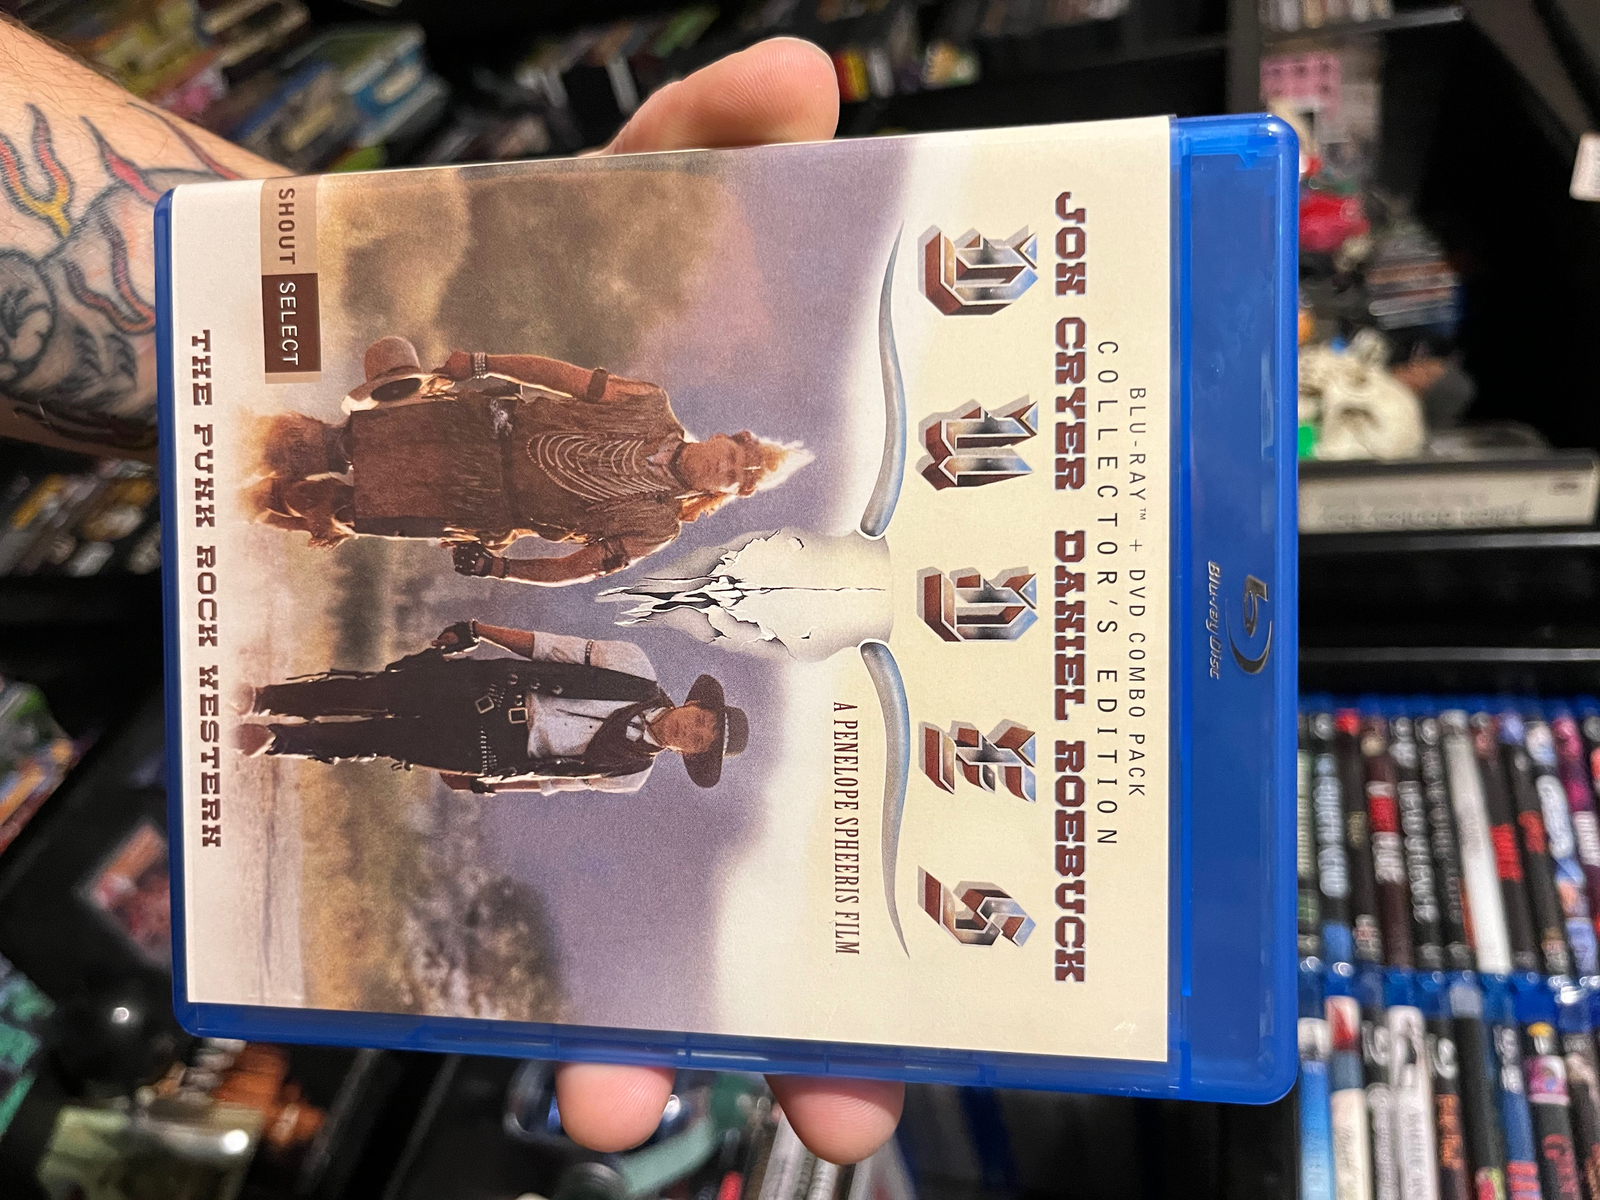 Blu-ray Disc
BLU-RAY™ + DVD COMBO PACK
COLLECTOR'S EDITION
JON CRYER DANIEL ROEBUCK
DUDES
A PENELOPE SPHEERIS FILM
SHOUT SELECT
THE PUNK ROCK WESTERN